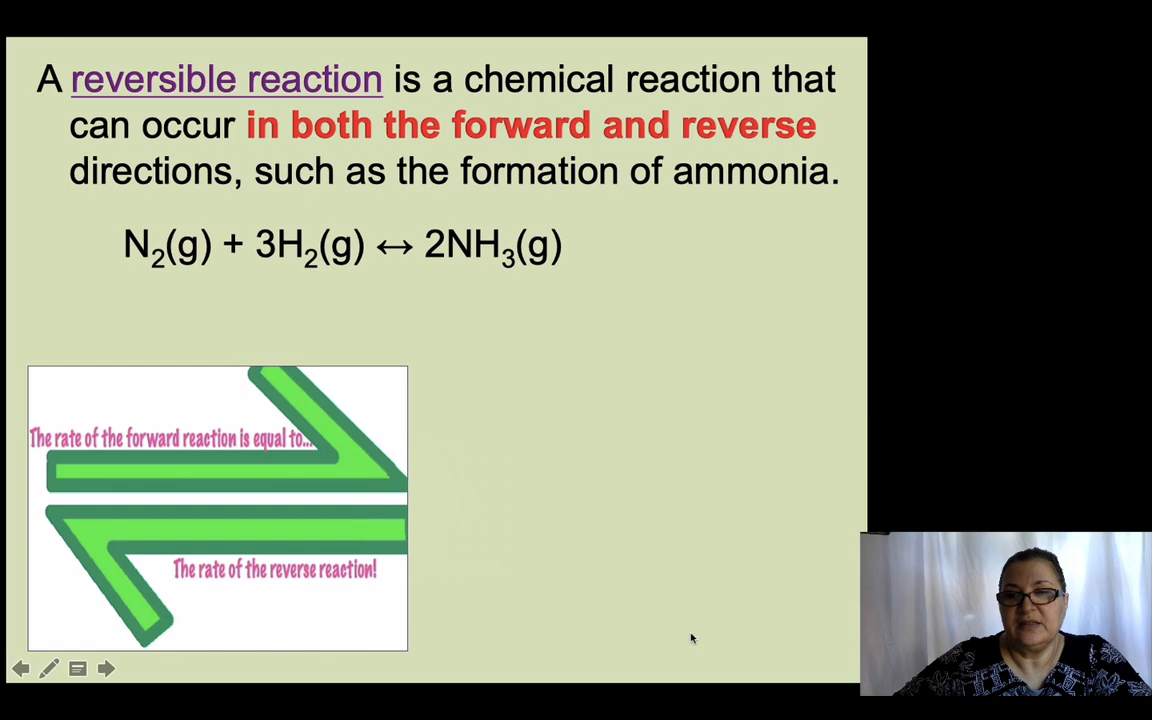 A reversible reaction is a chemical reaction that
can occur in both the forward and reverse
directions, such as the formation of ammonia.
N₂(g) + 3H₂(g) ↔ 2NH₃(g)
The rate of the forward reaction is equal to...
The rate of the reverse reaction!